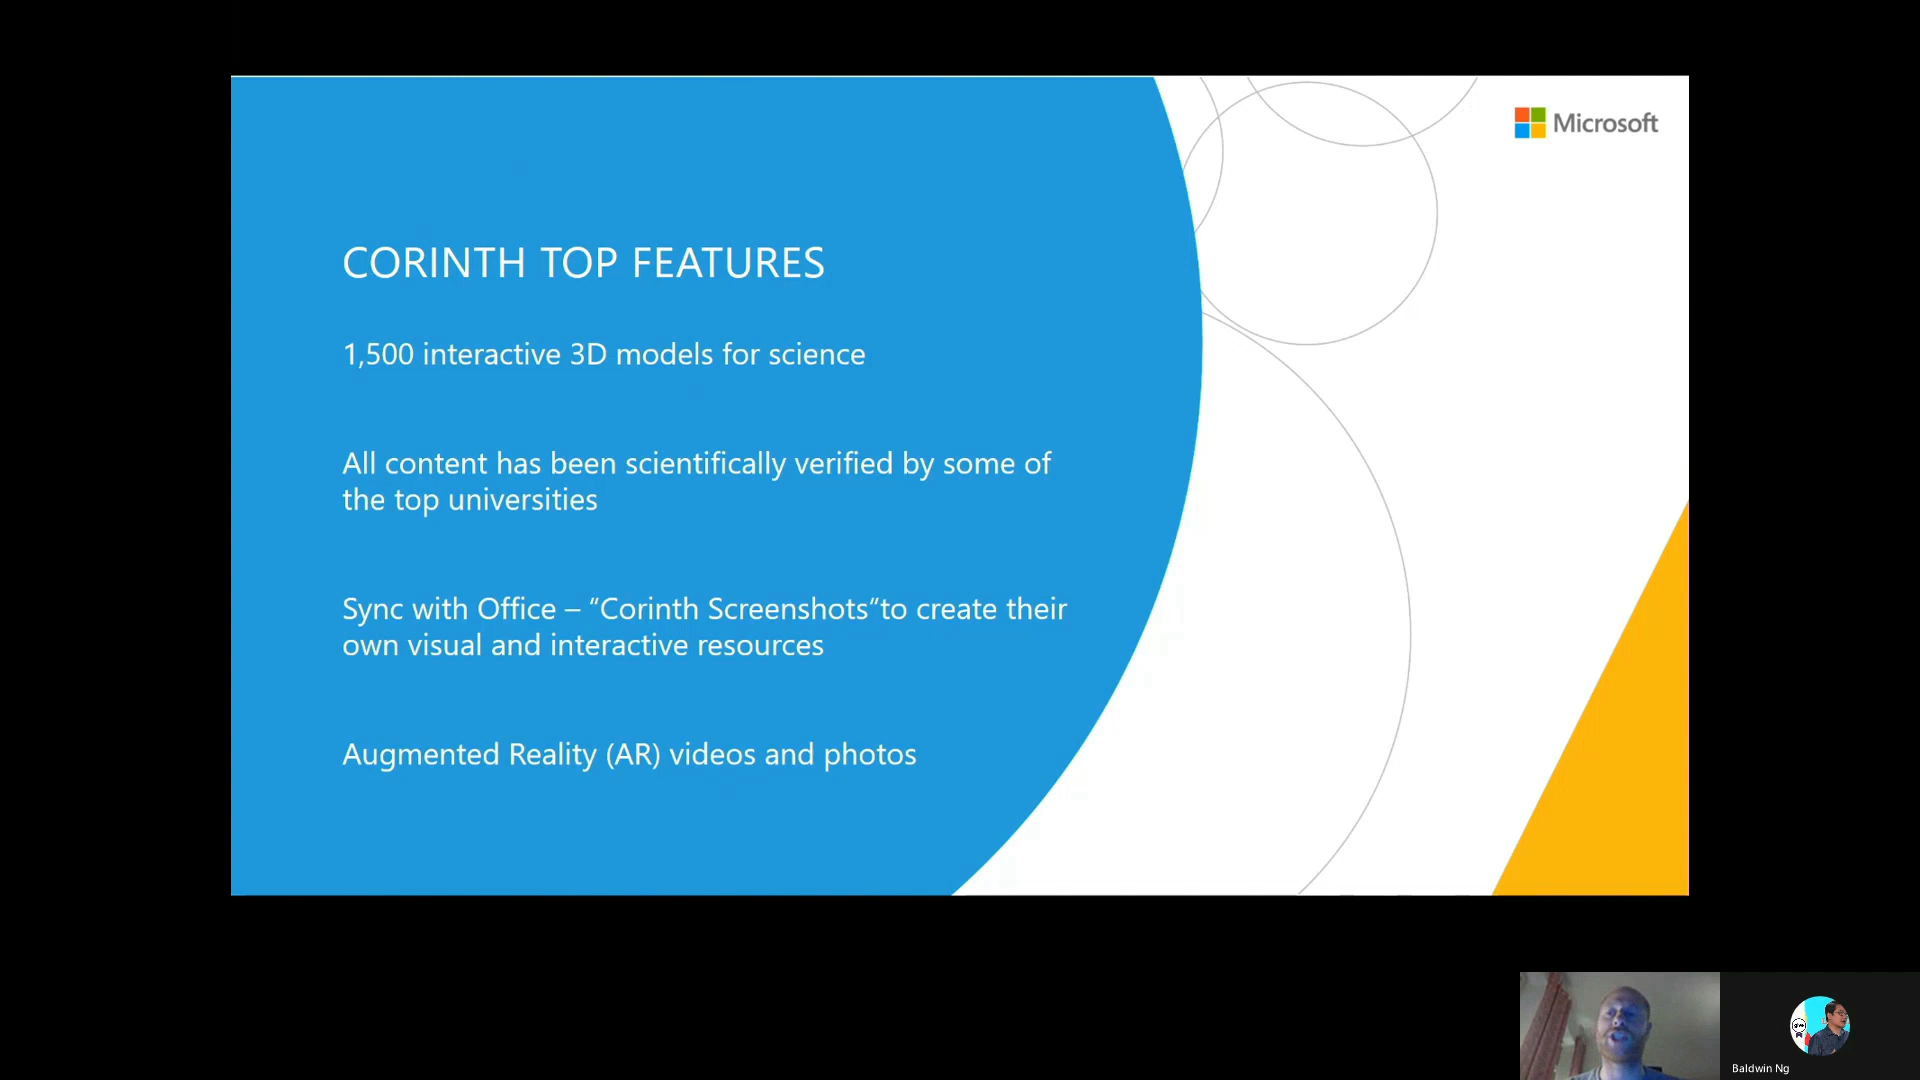 Microsoft
CORINTH TOP FEATURES
1,500 interactive 3D models for science
All content has been scientifically verified by some of
the top universities
Sync with Office – “Corinth Screenshots“to create their
own visual and interactive resources
Augmented Reality (AR) videos and photos
Baldwin Ng